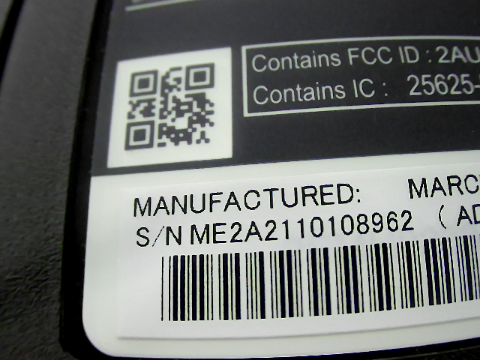 Contains FCC ID : 2AU
Contains IC : 25625-
MANUFACTURED: MARC
S/N ME2A2110108962 ( AD